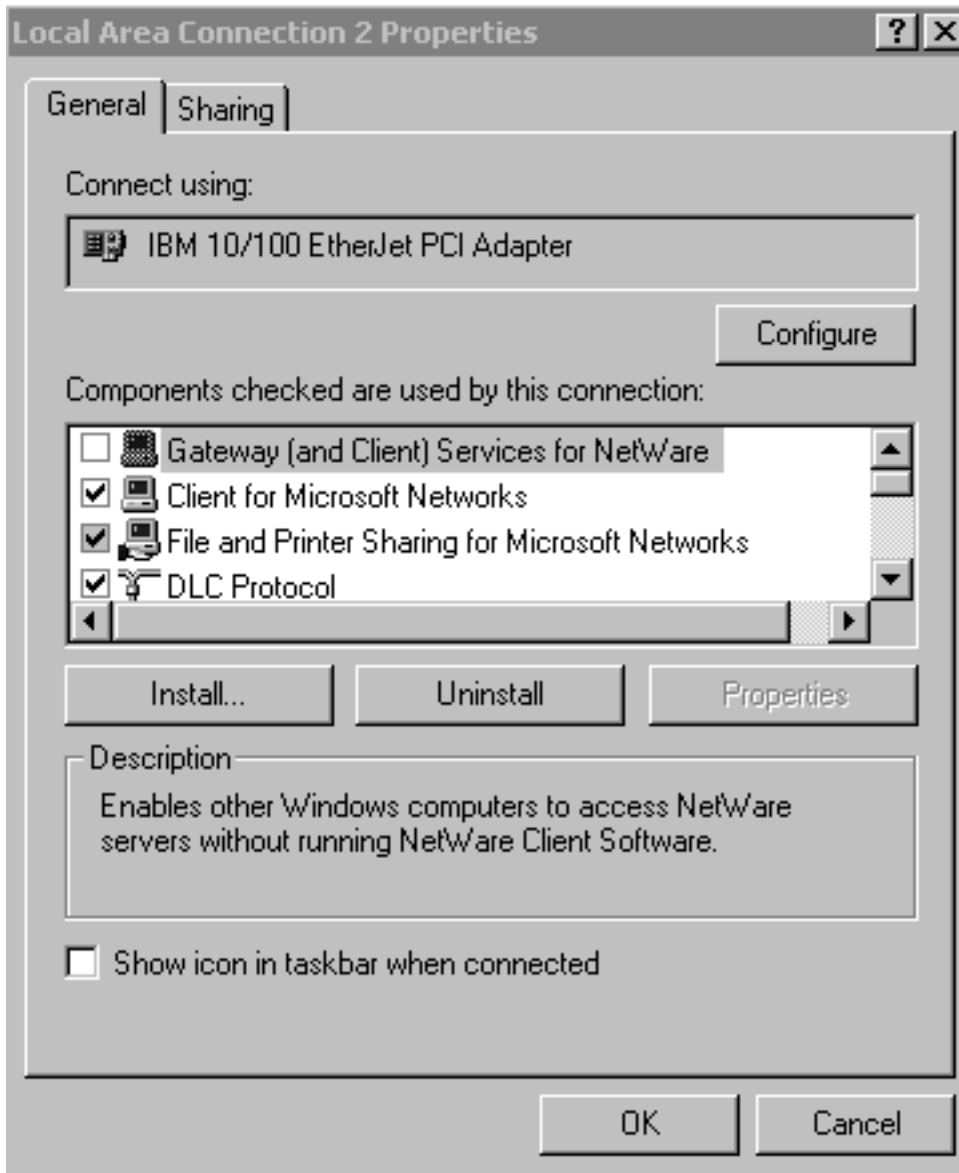 Local Area Connection 2 Properties
General
Sharing
Connect using:
IBM 10/100 EtherJet PCI Adapter
Configure
Components checked are used by this connection:
Gateway (and Client) Services for NetWare
Client for Microsoft Networks
File and Printer Sharing for Microsoft Networks
DLC Protocol
Install...
Uninstall
Properties
Description
Enables other Windows computers to access NetWare
servers without running NetWare Client Software.
Show icon in taskbar when connected
OK
Cancel